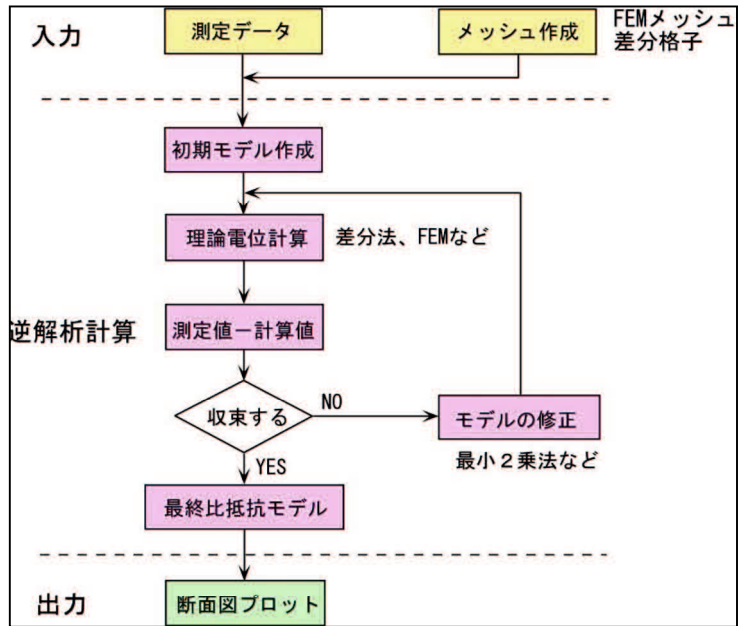 入力
測定データ
メッシュ作成
FEMメッシュ
差分格子
初期モデル作成
理論電位計算
差分法、FEMなど
逆解析計算
測定値－計算値
収束する
NO
モデルの修正
最小２乗法など
YES
最終比抵抗モデル
出力
断面図プロット